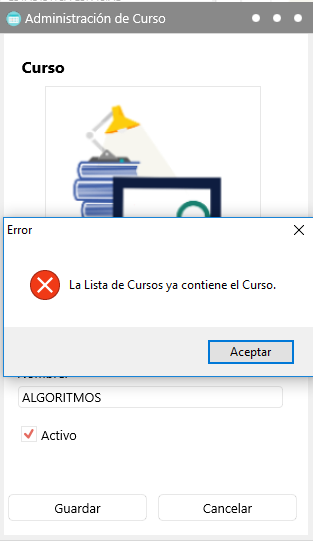 Administración de Curso
Curso
Error
La Lista de Cursos ya contiene el Curso.
Aceptar
ALGORITMOS
Activo
Guardar
Cancelar